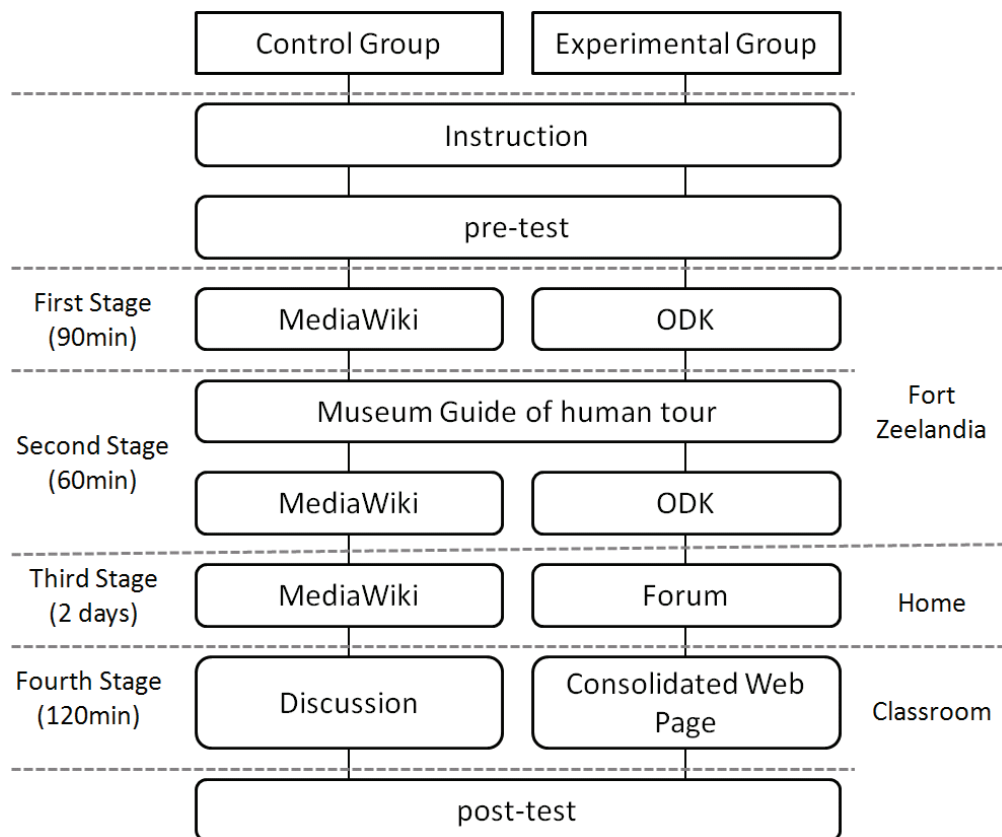 Control Group
Experimental Group
Instruction
pre-test
First Stage
(90min)
MediaWiki
ODK
Museum Guide of human tour
Fort
Zeelandia
Second Stage
(60min)
MediaWiki
ODK
Third Stage
(2 days)
MediaWiki
Forum
Home
Fourth Stage
(120min)
Discussion
Consolidated Web
Page
Classroom
post-test